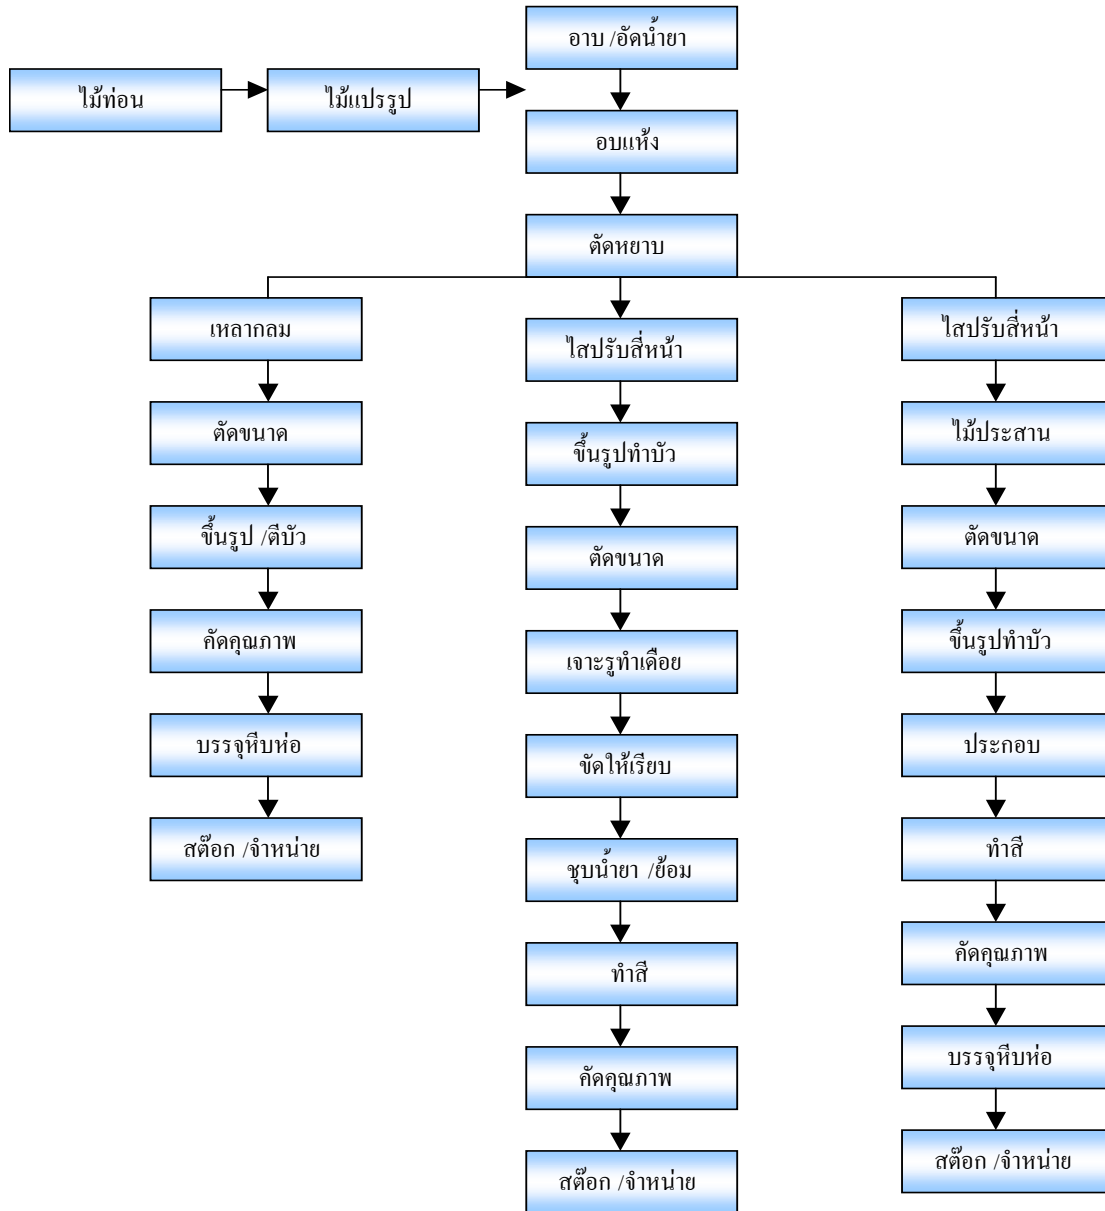 อาบ /อัดน้ำยา
ไม้ท่อน
ไม้แปรรูป
อบแห้ง
ตัดหยาบ
เหลากลม
ตัดขนาด
ขึ้นรูป /ตีบัว
คัดคุณภาพ
บรรจุหีบห่อ
สต๊อก /จำหน่าย
ไสปรับสี่หน้า
ขึ้นรูปทำบัว
ตัดขนาด
เจาะรูทำเดือย
ขัดให้เรียบ
ชุบน้ำยา /ย้อม
ทำสี
คัดคุณภาพ
สต๊อก /จำหน่าย
ไสปรับสี่หน้า
ไม้ประสาน
ตัดขนาด
ขึ้นรูปทำบัว
ประกอบ
ทำสี
คัดคุณภาพ
บรรจุหีบห่อ
สต๊อก /จำหน่าย